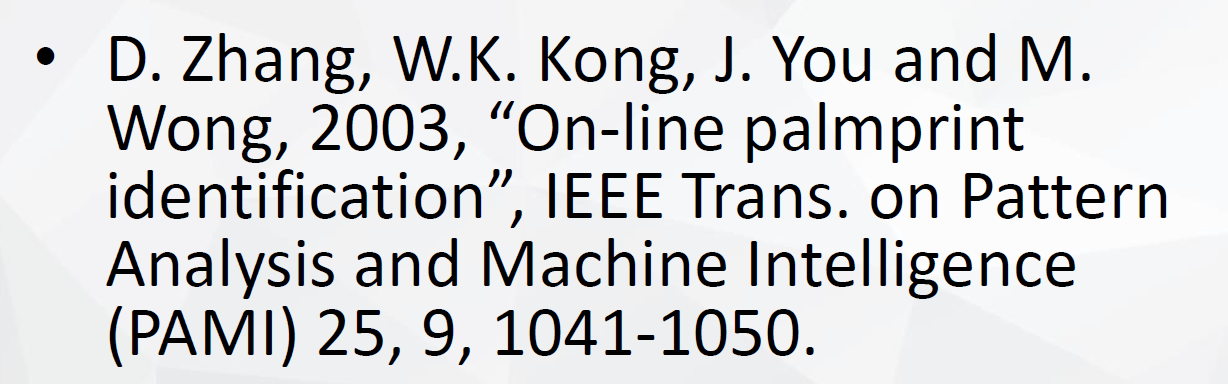 • D. Zhang, W.K. Kong, J. You and M.
Wong, 2003, “On-line palmprint
identification”, IEEE Trans. on Pattern
Analysis and Machine Intelligence
(PAMI) 25, 9, 1041-1050.